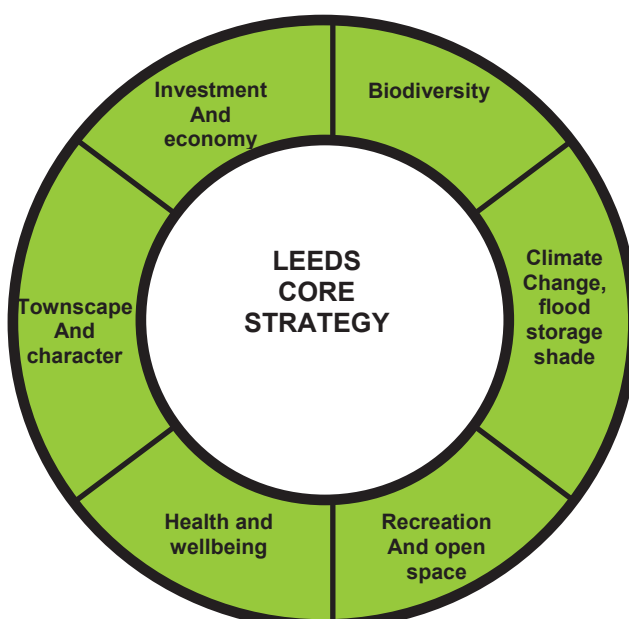 Investment
And
economy
Biodiversity
LEEDS
CORE
STRATEGY
Climate
Change,
flood
storage
shade
Townscape
And
character
Health and
wellbeing
Recreation
And open
space